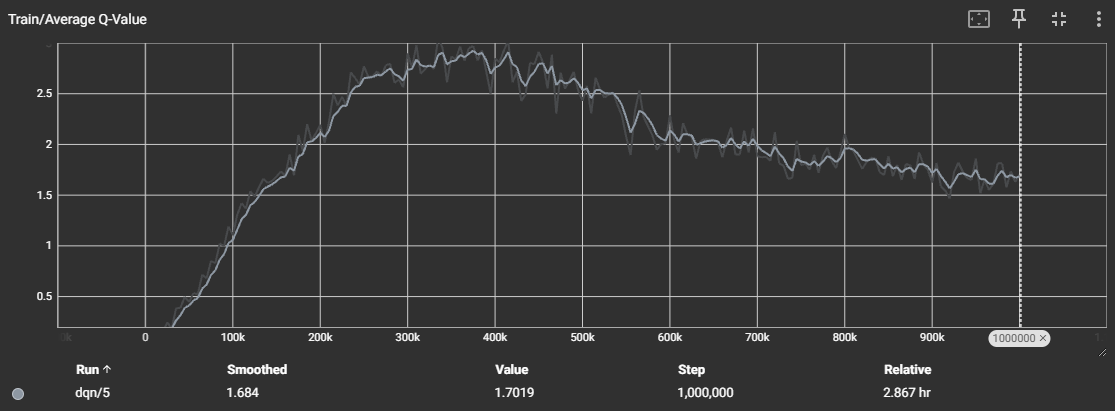 Train/Average Q-Value
2.5
2
1.5
1
0.5
0 100k 200k 300k 400k 500k 600k 700k 800k 900k 1000000 ×
Run ↑ Smoothed Value Step Relative
dqn/5 1.684 1.7019 1,000,000 2.867 hr